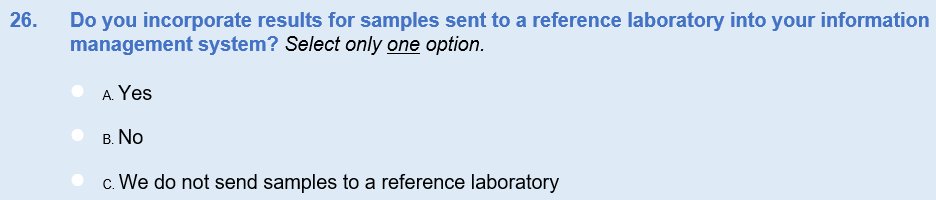 26. Do you incorporate results for samples sent to a reference laboratory into your information
management system? Select only one option.
A. Yes
B. No
C. We do not send samples to a reference laboratory